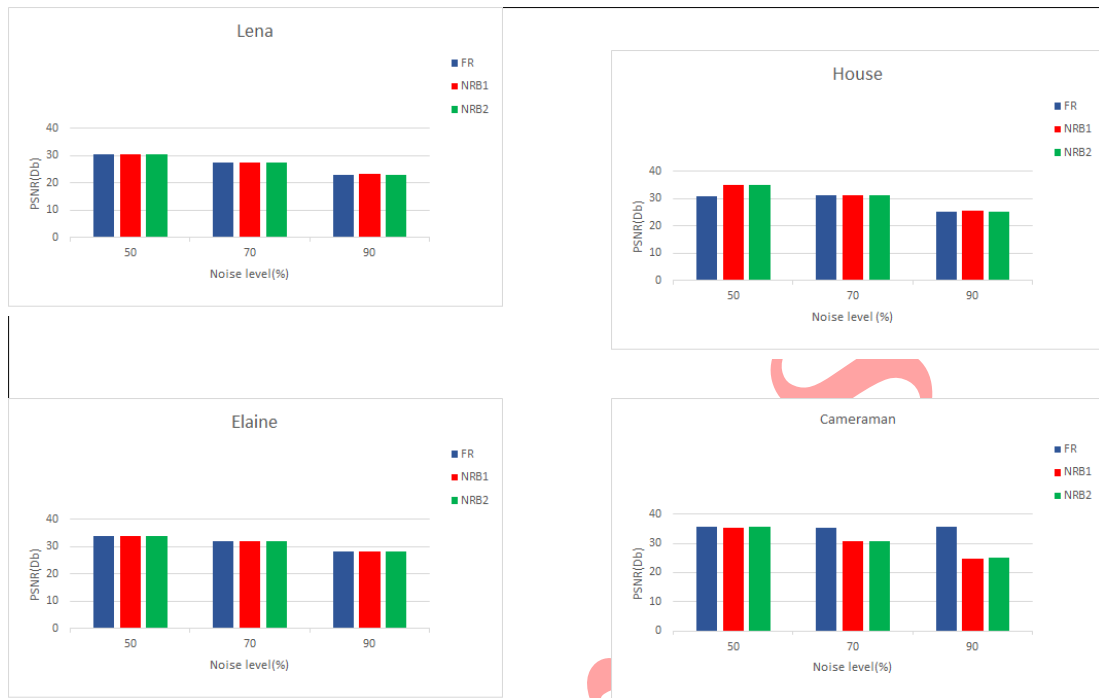 Lena
FR
NRB1
NRB2
40
30
20
10
0
PSNR(Db)
50 70 90
Noise level(%)
House
FR
NRB1
NRB2
40
30
20
10
0
PSNR(Db)
50 70 90
Noise level (%)
Elaine
FR
NRB1
NRB2
40
30
20
10
0
PSNR(Db)
50 70 90
Noise level(%)
Cameraman
FR
NRB1
NRB2
40
30
20
10
0
PSNR(Db)
50 70 90
Noise level(%)